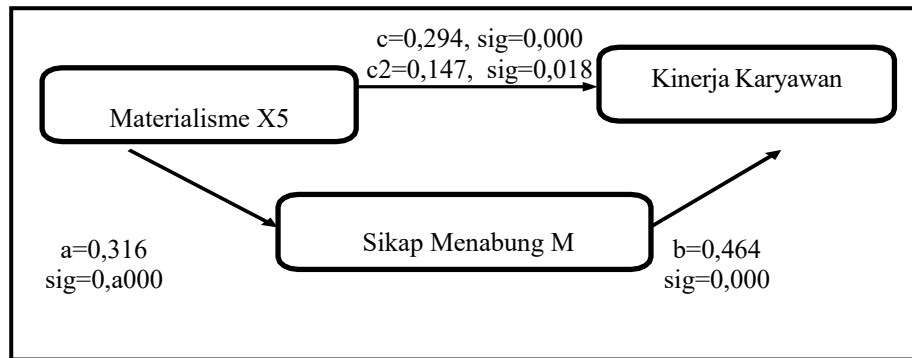 c=0,294, sig=0,000
c2=0,147, sig=0,018
Kinerja Karyawan
Materialisme X5
Sikap Menabung M
a=0,316
sig=0,a000
b=0,464
sig=0,000